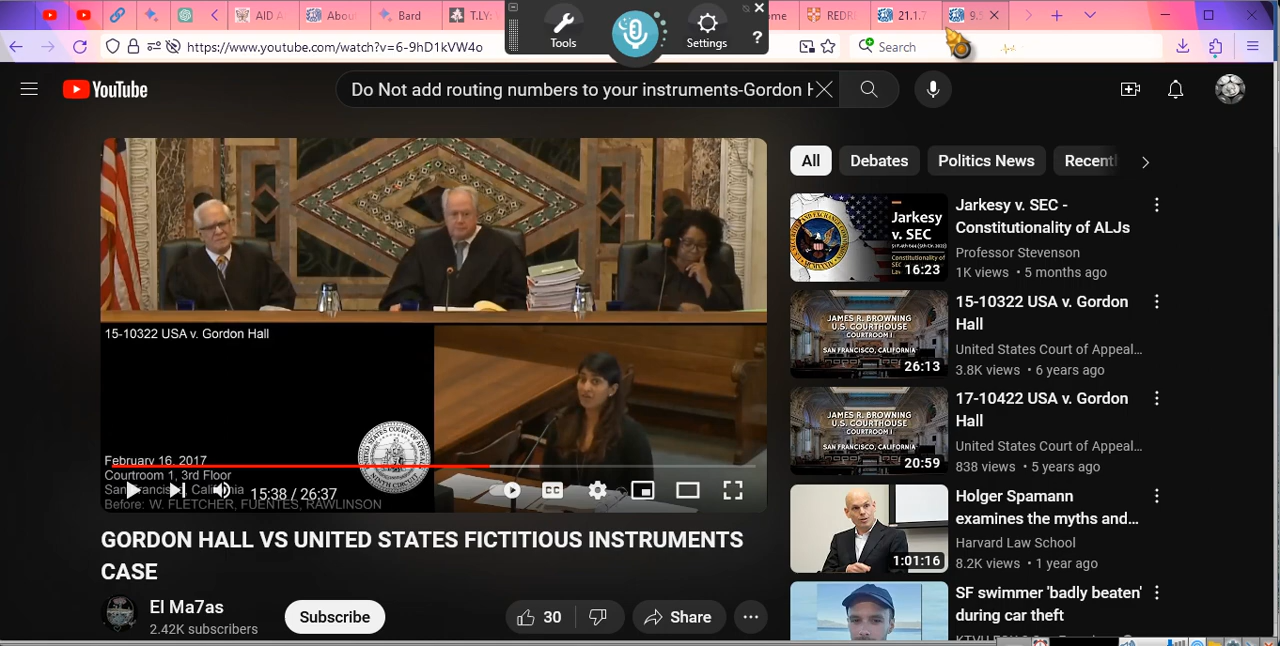 AID A
About
Bard
T.LY:
Tools
Settings
?
ome
REDR
21.1.7
9.5
https://www.youtube.com/watch?v=6-9hD1kVW4o
Search
YouTube
Do Not add routing numbers to your instruments-Gordon H
15-10322 USA v. Gordon Hall
February 16, 2017
Courtroom 1, 3rd Floor
San Francisco, California
Before: W. FLETCHER, FUENTES, RAWLINSON
15:38 / 26:37
CC
GORDON HALL VS UNITED STATES FICTITIOUS INSTRUMENTS
CASE
El Ma7as
2.42K subscribers
Subscribe
30
Share
All
Debates
Politics News
Recentl
Jarkesy
v. SEC
16:23
Jarkesy v. SEC -
Constitutionality of ALJs
Professor Stevenson
1K views • 5 months ago
JAMES R. BROWNING
U.S. COURTHOUSE
COURTROOM 1
SAN FRANCISCO, CALIFORNIA
26:13
15-10322 USA v. Gordon
Hall
United States Court of Appeal...
3.8K views • 6 years ago
JAMES R. BROWNING
U.S. COURTHOUSE
COURTROOM 1
SAN FRANCISCO, CALIFORNIA
20:59
17-10422 USA v. Gordon
Hall
United States Court of Appeal...
838 views • 5 years ago
1:01:16
Holger Spamann
examines the myths and...
Harvard Law School
8.2K views • 1 year ago
SF swimmer 'badly beaten'
during car theft